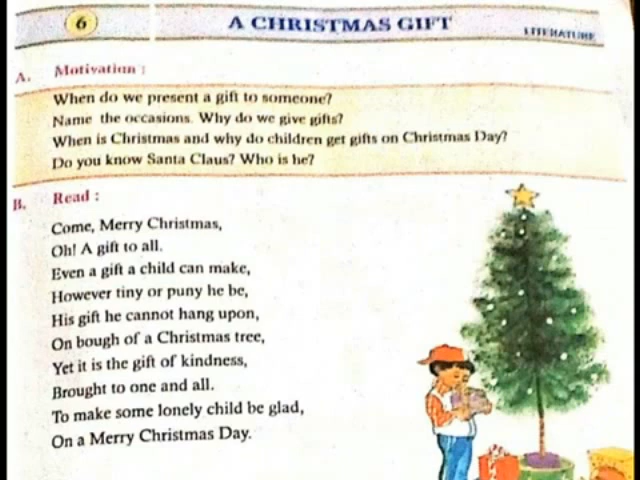 6
A CHRISTMAS GIFT
LITERATURE
A. Motivation :
When do we present a gift to someone?
Name the occasions. Why do we give gifts?
When is Christmas and why do children get gifts on Christmas Day?
Do you know Santa Claus? Who is he?
B. Read :
Come, Merry Christmas,
Oh! A gift to all.
Even a gift a child can make,
However tiny or puny he be,
His gift he cannot hang upon,
On bough of a Christmas tree,
Yet it is the gift of kindness,
Brought to one and all.
To make some lonely child be glad,
On a Merry Christmas Day.